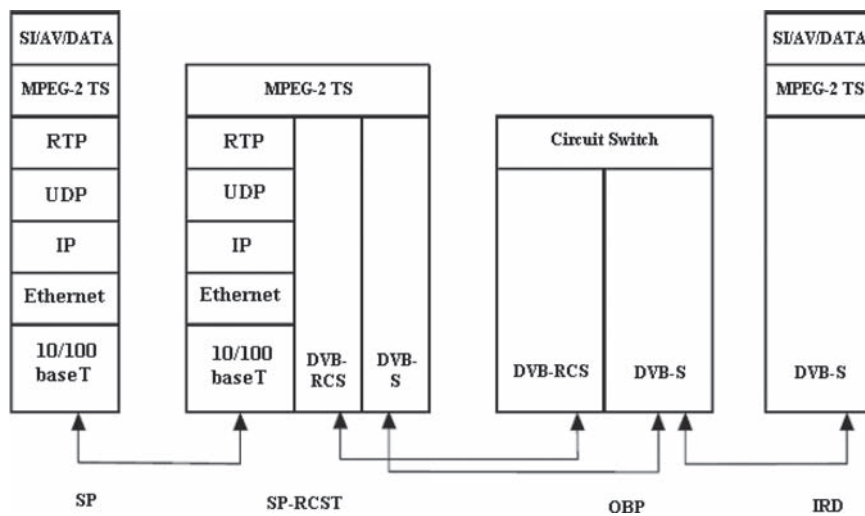 SI/AV/DATA
MPEG-2 TS
RTP
UDP
IP
Ethernet
10/100
baseT
SP
MPEG-2 TS
RTP
UDP
IP
Ethernet
10/100
baseT
DVB-
RCS
DVB-
S
SP-RCST
Circuit Switch
DVB-RCS
DVB-S
OBP
SI/AV/DATA
MPEG-2 TS
DVB-S
IRD